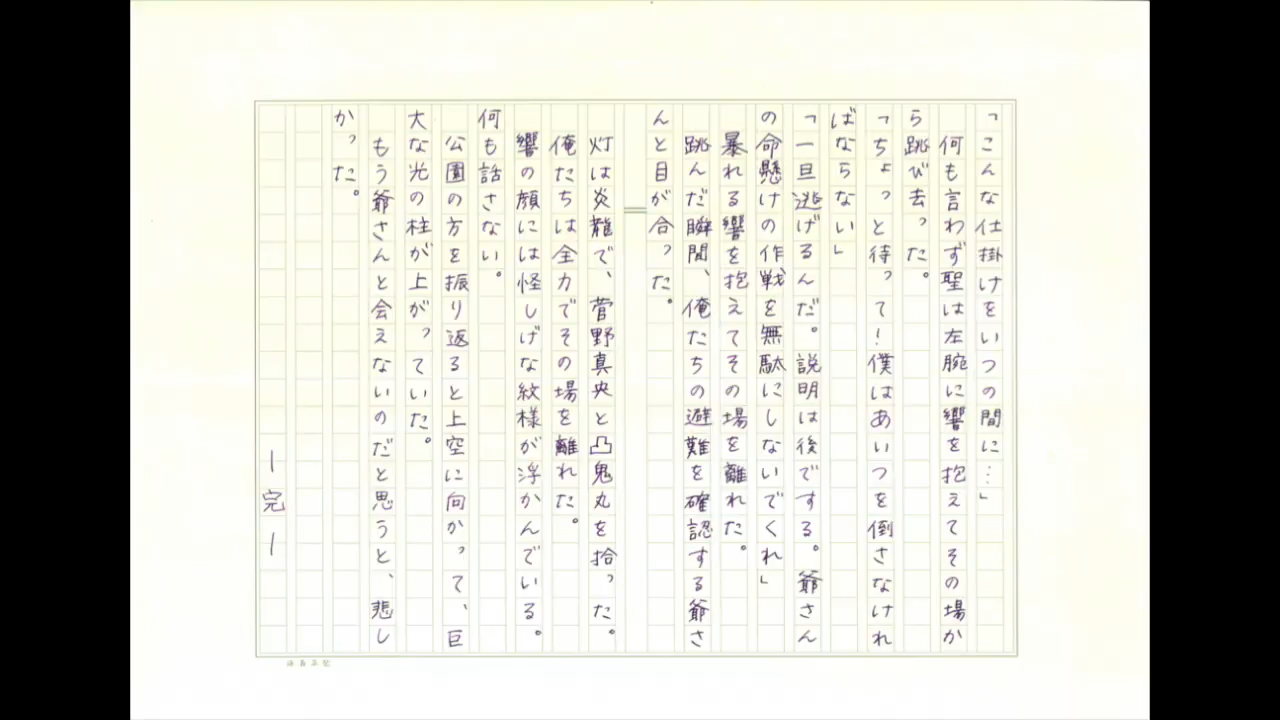 「こんな仕掛けをいつの間に…」
何も言わず聖は左腕に響を抱えてその場か
ら跳び去った。
「ちょっと待って!僕はあいつを倒さなけれ
ばならない」
「一旦逃げるんだ。説明は後でする。爺さん
の命懸けの作戦を無駄にしないでくれ」
暴れる響を抱えてその場を離れた。
跳んだ瞬間、俺たちの避難を確認する爺さ
んと目が合った。
灯は炎龍で、菅野真央と凸鬼丸を拾った。
俺たちは全力でその場を離れた。
響の顔には怪しげな紋様が浮かんでいる。
何も話さない。
公園の方を振り返ると上空に向かって、巨
大な光の柱が上がっていた。
もう爺さんと会えないのだと思うと、悲し
かった。
ー完ー